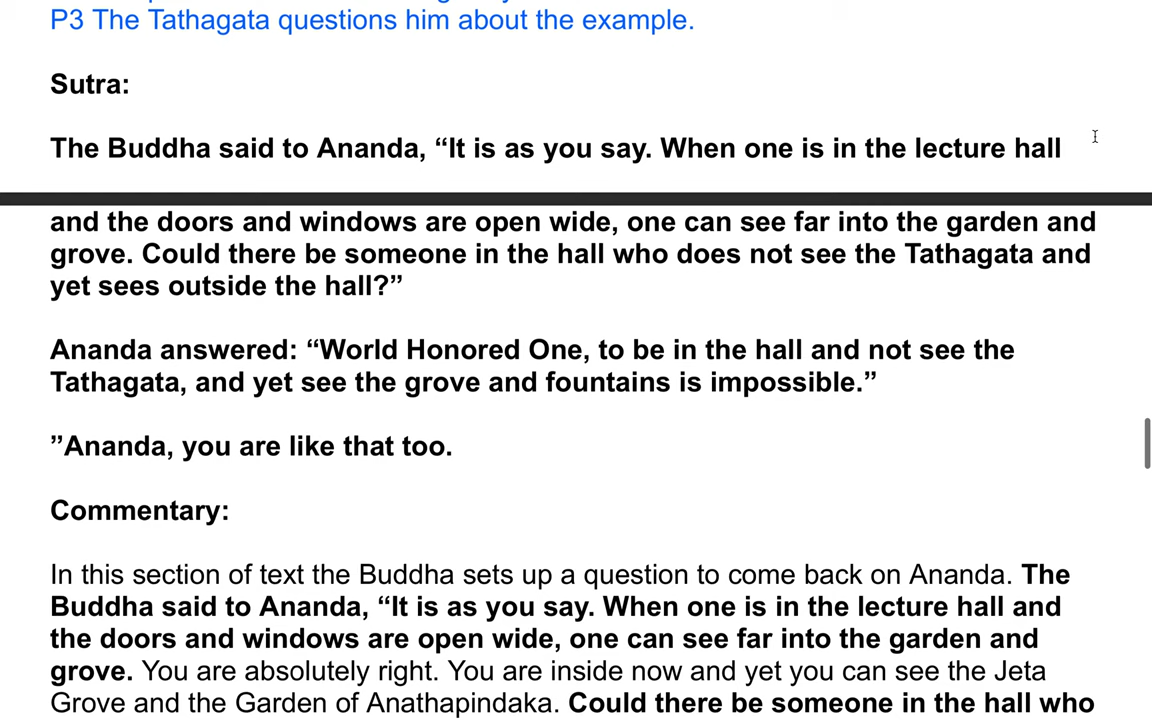 P3 The Tathagata questions him about the example.
Sutra:
The Buddha said to Ananda, “It is as you say. When one is in the lecture hall
and the doors and windows are open wide, one can see far into the garden and
grove. Could there be someone in the hall who does not see the Tathagata and
yet sees outside the hall?”
Ananda answered: “World Honored One, to be in the hall and not see the
Tathagata, and yet see the grove and fountains is impossible.”
”Ananda, you are like that too.
Commentary:
In this section of text the Buddha sets up a question to come back on Ananda. The
Buddha said to Ananda, “It is as you say. When one is in the lecture hall and
the doors and windows are open wide, one can see far into the garden and
grove. You are absolutely right. You are inside now and yet you can see the Jeta
Grove and the Garden of Anathapindaka. Could there be someone in the hall who